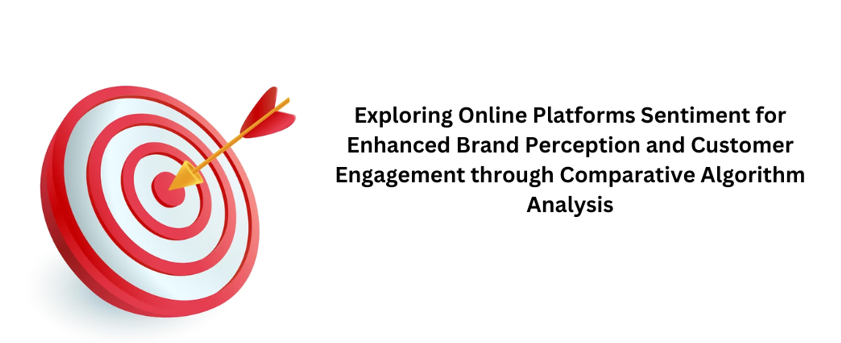 Exploring Online Platforms Sentiment for
Enhanced Brand Perception and Customer
Engagement through Comparative Algorithm
Analysis